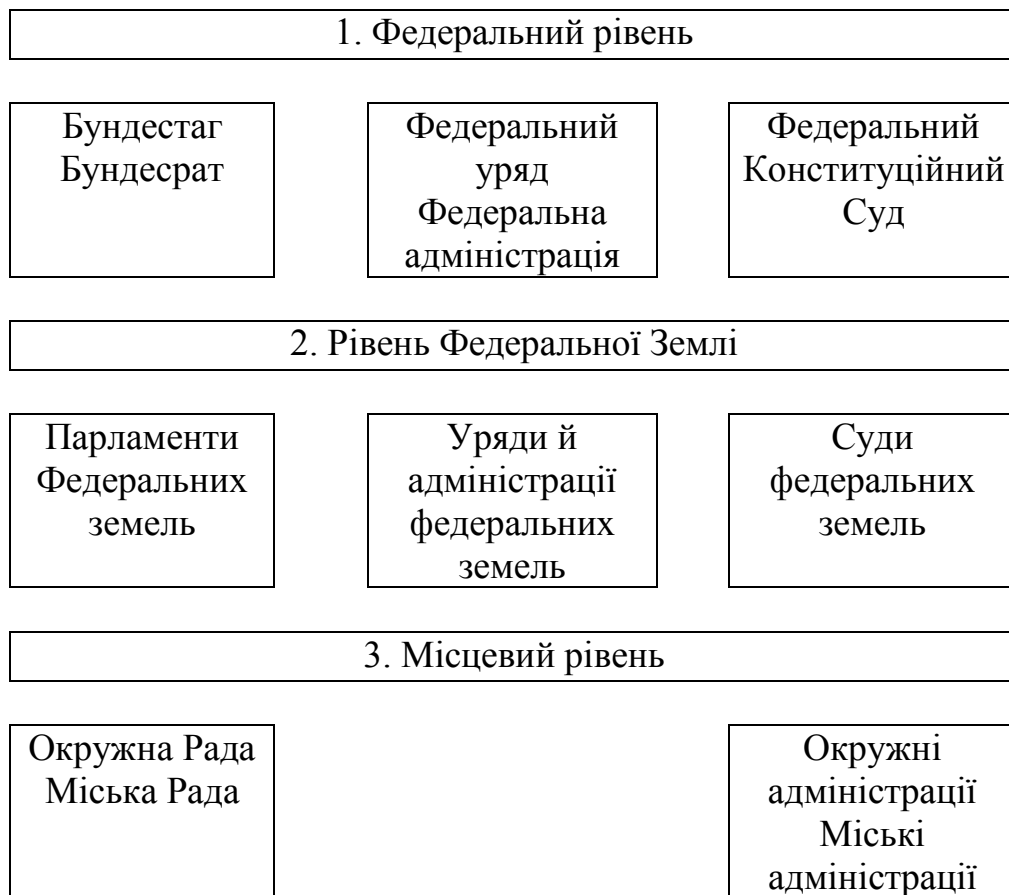 1. Федеральний рівень
Бундестаг
Бундесрат
Федеральний
уряд
Федеральна
адміністрація
Федеральний
Конституційний
Суд
2. Рівень Федеральної Землі
Парламенти
Федеральних
земель
Уряди й
адміністрації
федеральних
земель
Суди
федеральних
земель
3. Місцевий рівень
Окружна Рада
Міська Рада
Окружні
адміністрації
Міські
адміністрації